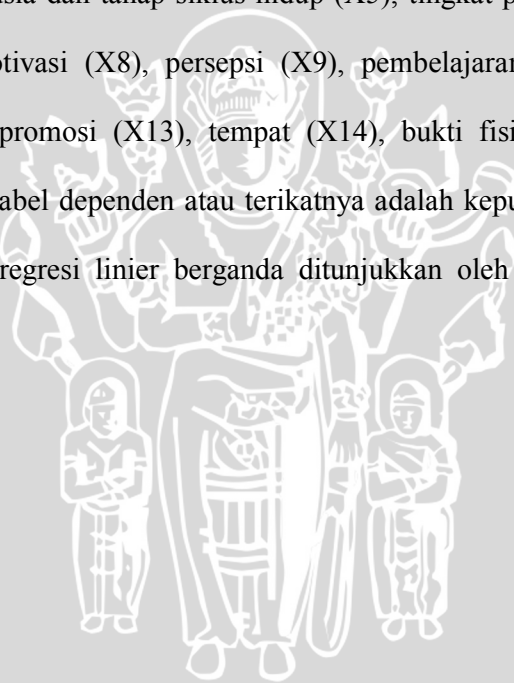 usia dan tahap siklus hidup (X5), tingkat p
otivasi (X8), persepsi (X9), pembelajaran
promosi (X13), tempat (X14), bukti fisi
abel dependen atau terikatnya adalah kepu
regresi linier berganda ditunjukkan oleh